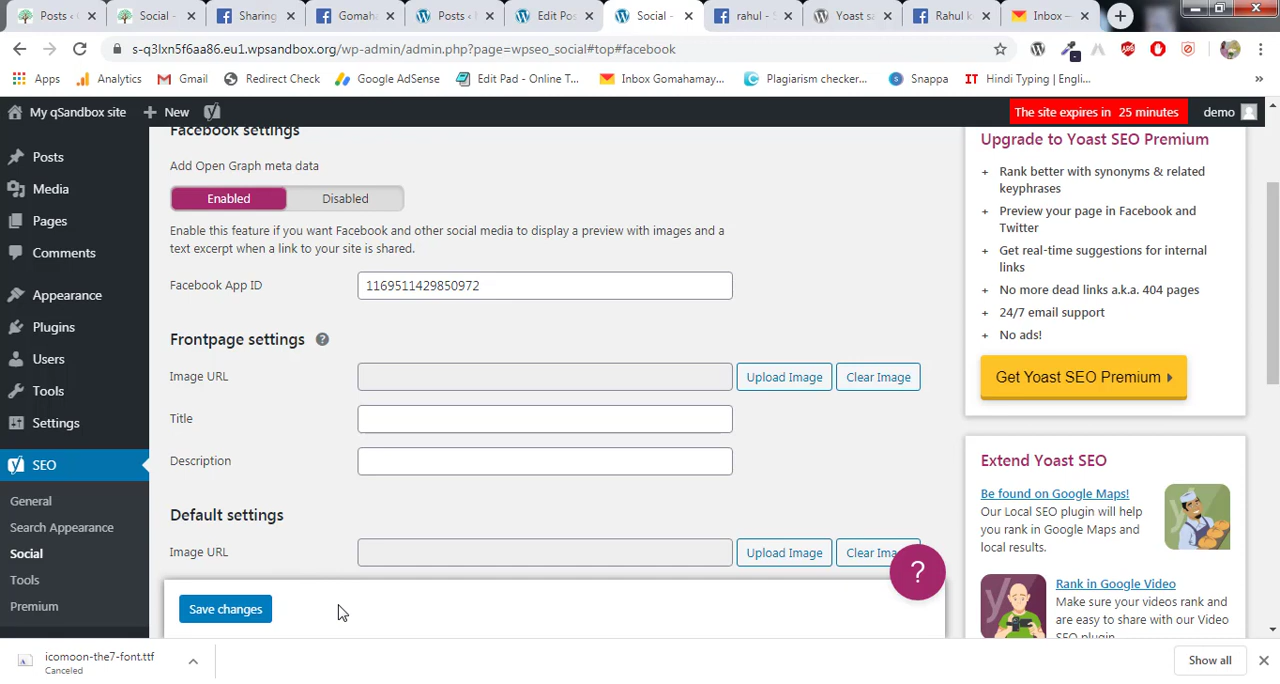 Posts ‹ 
Social -
Sharing
Gomah
Posts ‹
Edit Pos
Social -
rahul - S
Yoast s
Rahul k
Inbox —
s-q3lxn5f6aa86.eu1.wpsandbox.org/wp-admin/admin.php?page=wpseo_social#top#facebook
Apps
Analytics
Gmail
Redirect Check
Google AdSense
Edit Pad - Online T...
Inbox Gomahamay...
Plagiarism checker...
Snappa
Hindi Typing | Engli...
»
My qSandbox site
New
The site expires in 25 minutes
demo
Posts
Media
Pages
Comments
Appearance
Plugins
Users
Tools
Settings
SEO
General
Search Appearance
Social
Tools
Premium
Facebook settings
Add Open Graph meta data
Enabled
Disabled
Enable this feature if you want Facebook and other social media to display a preview with images and a
text excerpt when a link to your site is shared.
Facebook App ID
1169511429850972
Frontpage settings ?
Image URL
Upload Image
Clear Image
Title
Description
Default settings
Image URL
Upload Image
Clear Ima
?
Save changes
Upgrade to Yoast SEO Premium
+ Rank better with synonyms & related
keyphrases
+ Preview your page in Facebook and
Twitter
+ Get real-time suggestions for internal
links
+ No more dead links a.k.a. 404 pages
+ 24/7 email support
+ No ads!
Get Yoast SEO Premium
Extend Yoast SEO
Be found on Google Maps!
Our Local SEO plugin will help
you rank in Google Maps and
local results.
Rank in Google Video
Make sure your videos rank and
are easy to share with our Video
SEO plugin.
icomoon-the7-font.ttf
Canceled
Show all